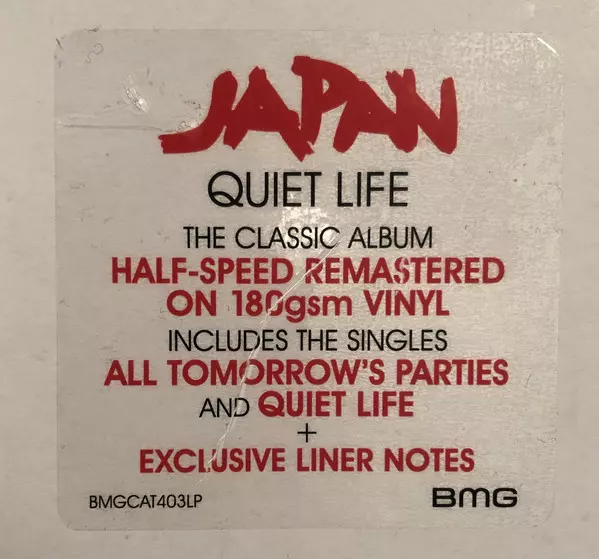 JAPAN
QUIET LIFE
THE CLASSIC ALBUM
HALF-SPEED REMASTERED
ON 180gsm VINYL
INCLUDES THE SINGLES
ALL TOMORROW'S PARTIES
AND QUIET LIFE
+
EXCLUSIVE LINER NOTES
BMGCAT403LP BMG